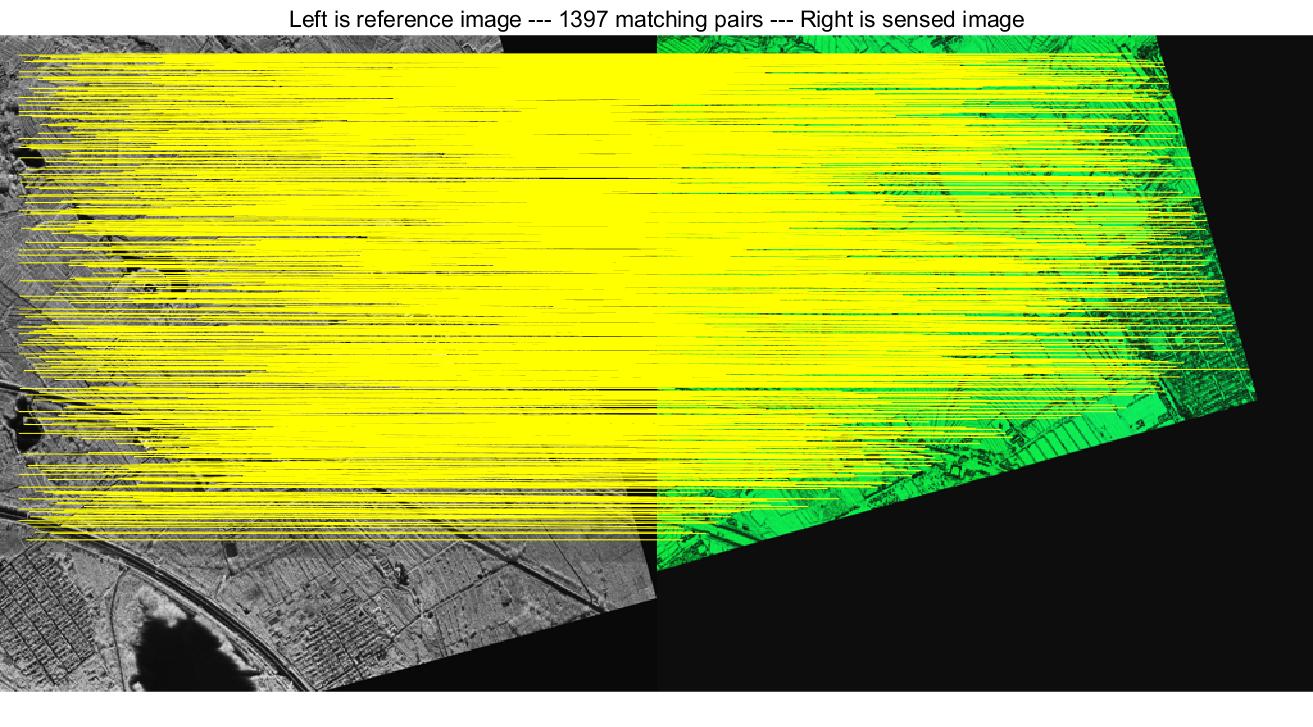 Left is reference image --- 1397 matching pairs --- Right is sensed image